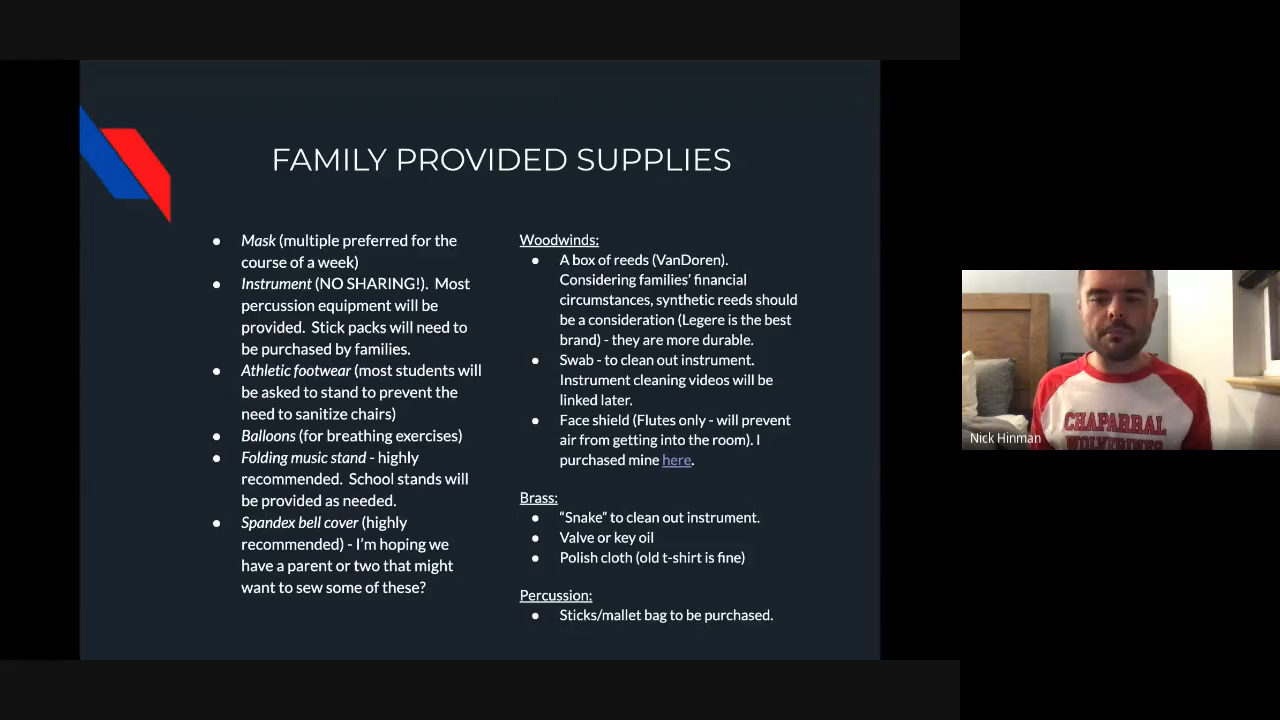 FAMILY PROVIDED SUPPLIES
● Mask (multiple preferred for the
course of a week)
● Instrument (NO SHARING!). Most
percussion equipment will be
provided. Stick packs will need to
be purchased by families.
● Athletic footwear (most students will
be asked to stand to prevent the
need to sanitize chairs)
● Balloons (for breathing exercises)
● Folding music stand - highly
recommended. School stands will
be provided as needed.
● Spandex bell cover (highly
recommended) - I’m hoping we
have a parent or two that might
want to sew some of these?
Woodwinds:
● A box of reeds (VanDoren).
Considering families’ financial
circumstances, synthetic reeds should
be a consideration (Legere is the best
brand) - they are more durable.
● Swab - to clean out instrument.
Instrument cleaning videos will be
linked later.
● Face shield (Flutes only - will prevent
air from getting into the room). I
purchased mine here.
Brass:
● “Snake” to clean out instrument.
● Valve or key oil
● Polish cloth (old t-shirt is fine)
Percussion:
● Sticks/mallet bag to be purchased.
CHAPARRAL
WOLVERINES
Nick Hinman